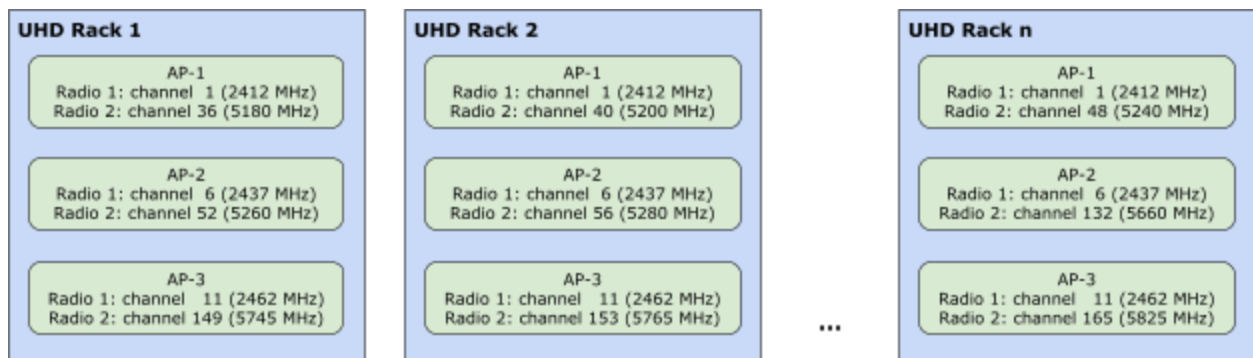 UHD Rack 1
AP-1
Radio 1: channel 1 (2412 MHz)
Radio 2: channel 36 (5180 MHz)
AP-2
Radio 1: channel 6 (2437 MHz)
Radio 2: channel 52 (5260 MHz)
AP-3
Radio 1: channel 11 (2462 MHz)
Radio 2: channel 149 (5745 MHz)
UHD Rack 2
AP-1
Radio 1: channel 1 (2412 MHz)
Radio 2: channel 40 (5200 MHz)
AP-2
Radio 1: channel 6 (2437 MHz)
Radio 2: channel 56 (5280 MHz)
AP-3
Radio 1: channel 11 (2462 MHz)
Radio 2: channel 153 (5765 MHz)
...
UHD Rack n
AP-1
Radio 1: channel 1 (2412 MHz)
Radio 2: channel 48 (5240 MHz)
AP-2
Radio 1: channel 6 (2437 MHz)
Radio 2: channel 132 (5660 MHz)
AP-3
Radio 1: channel 11 (2462 MHz)
Radio 2: channel 165 (5825 MHz)